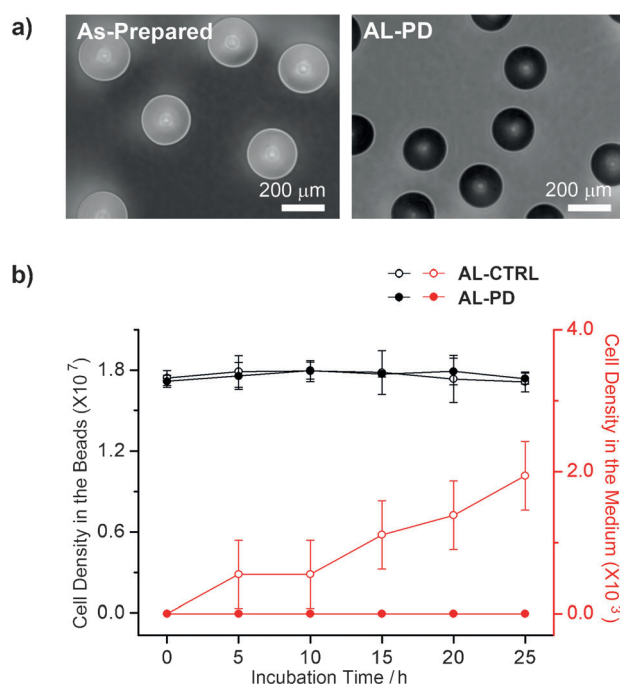 a)
As-Prepared
AL-PD
200 μm
200 μm
b)
AL-CTRL
AL-PD
Cell Density in the Beads (X10⁷)
Cell Density in the Medium (X10³)
1.8
1.2
0.6
0.0
4.0
2.0
0.0
0 5 10 15 20 25
Incubation Time / h